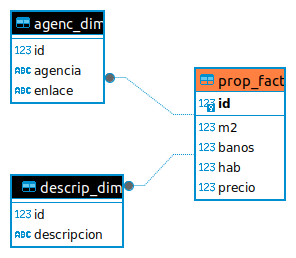 agenc_dim
123 id
ABC agencia
ABC enlace
prop_fact
123 id
123 m2
123 banos
123 hab
123 precio
descrip_dim
123 id
ABC descripcion